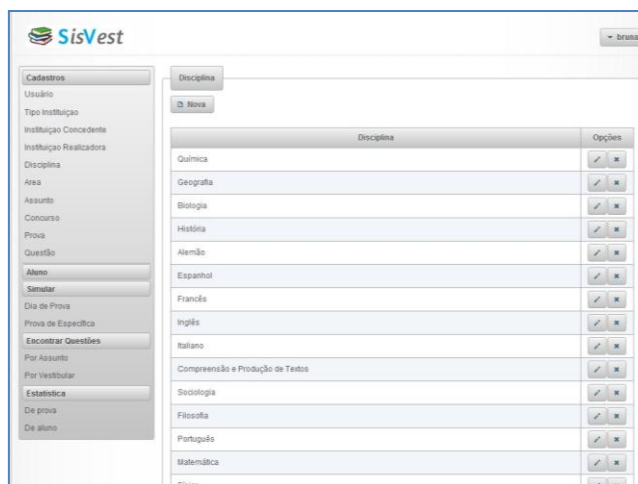 SisVest
bruna
Cadastros
Usuário
Tipo Instituiçao
Instituiçao Concedente
Instituiçao Realizadora
Disciplina
Area
Assunto
Concurso
Prova
Questão
Aluno
Simular
Dia de Prova
Prova de Específica
Encontrar Questões
Por Assunto
Por Vestibular
Estatistica
De prova
De aluno
Disciplina
Nova
Disciplina Opções
Química
Geografia
Biologia
História
Alemão
Espanhol
Francês
Inglês
Italiano
Compreensão e Produção de Textos
Sociologia
Filosofia
Português
Matemática